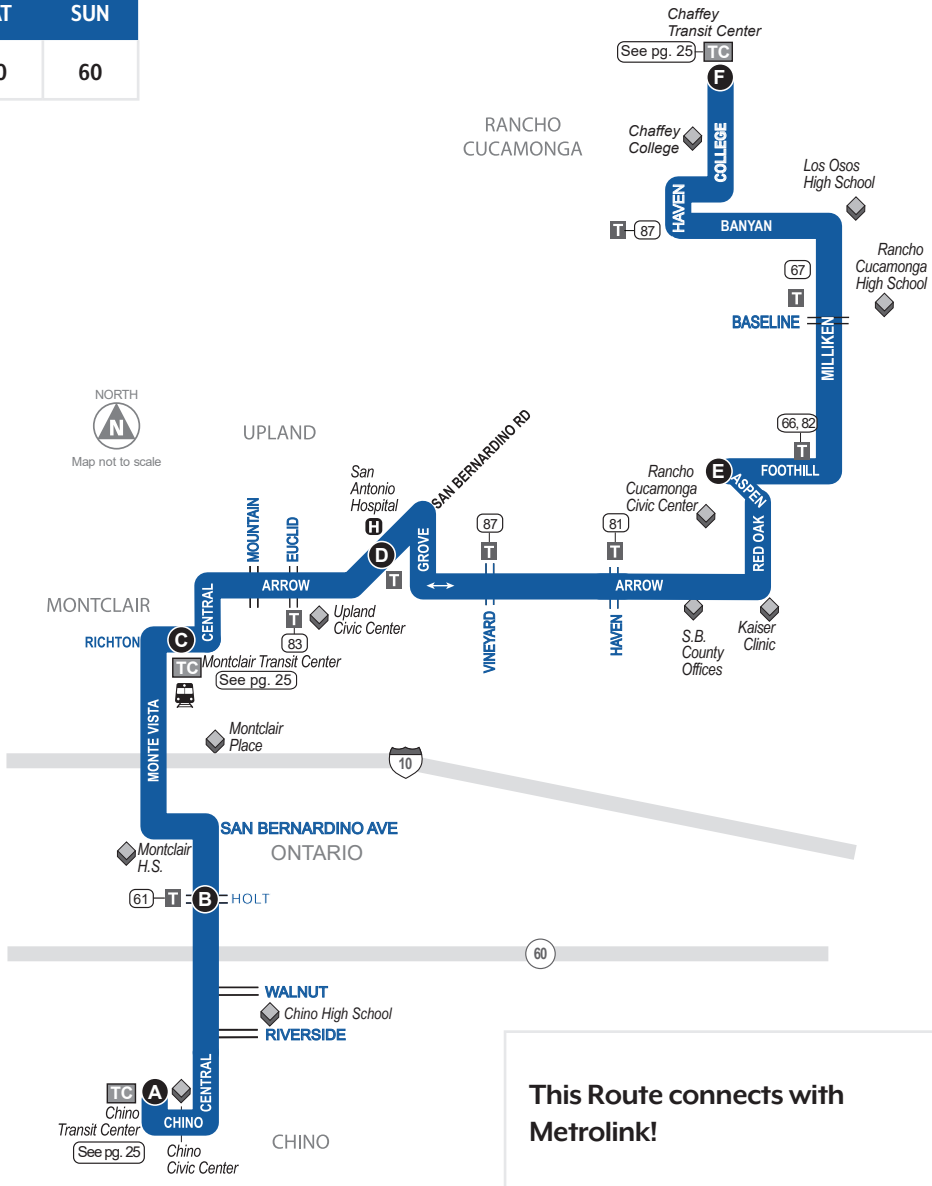 SUN
60
Chaffey
Transit Center
See pg. 25
TC
F
RANCHO
CUCAMONGA
Chaffey
College
COLLEGE
Los Osos
High School
HAVEN
T
87
BANYAN
67
T
Rancho
Cucamonga
High School
BASELINE
MILLIKEN
NORTH
N
Map not to scale
UPLAND
SAN BERNARDINO RD
66, 82
T
San
Antonio
Hospital
H
Rancho
Cucamonga
Civic Center
E
FOOTHILL
ASPEN
MOUNTAIN
EUCLID
D
T
GROVE
87
T
81
T
RED OAK
ARROW
ARROW
MONTCLAIR
CENTRAL
T
83
Upland
Civic Center
VINEYARD
HAVEN
S.B.
County
Offices
Kaiser
Clinic
RICHTON
C
TC
Montclair Transit Center
See pg. 25
MONTE VISTA
Montclair
Place
10
SAN BERNARDINO AVE
ONTARIO
Montclair
H.S.
61
T
B
HOLT
60
WALNUT
Chino High School
RIVERSIDE
CENTRAL
TC
A
Chino
Transit Center
See pg. 25
CHINO
Chino
Civic Center
CHINO
This Route connects with
Metrolink!